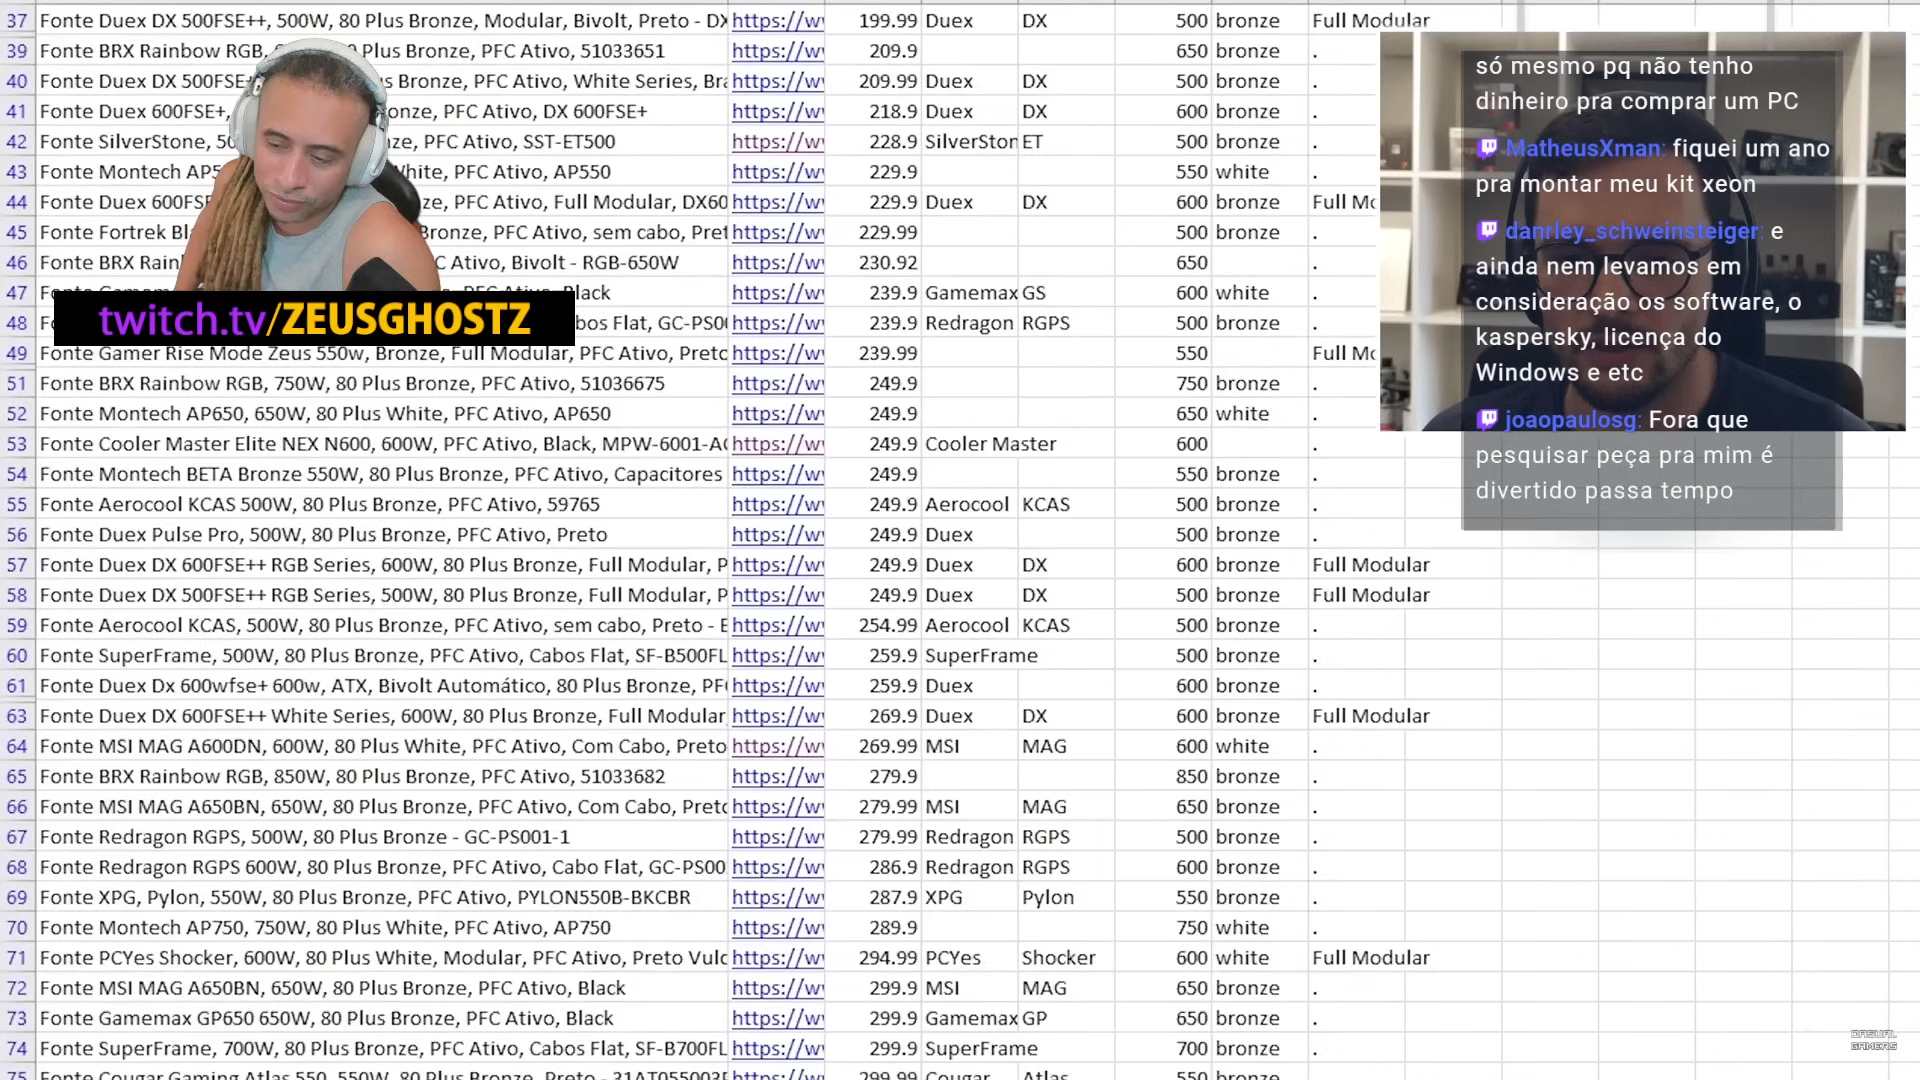 37 Fonte Duex DX 500FSE++, 500W, 80 Plus Bronze, Modular, Bivolt, Preto - DX https://w 199.99 Duex DX 500 bronze Full Modular
39 Fonte BRX Rainbow RGB, Plus Bronze, PFC Ativo, 51033651 https://w 209.9 650 bronze .
40 Fonte Duex DX 500FSE Bronze, PFC Ativo, White Series, Bra https://w 209.99 Duex DX 500 bronze .
41 Fonte Duex 600FSE+, Bronze, PFC Ativo, DX 600FSE+ https://w 218.9 Duex DX 600 bronze .
42 Fonte SilverStone, PFC Ativo, SST-ET500 https://w 228.9 SilverSton ET 500 bronze .
43 Fonte Montech AP5 White, PFC Ativo, AP550 https://w 229.9 550 white .
44 Fonte Duex 600FS PFC Ativo, Full Modular, DX60 https://w 229.9 Duex DX 600 bronze Full Mo
45 Fonte Fortrek Bla Bronze, PFC Ativo, sem cabo, Pret https://w 229.99 500 bronze .
46 Fonte BRX Rain C Ativo, Bivolt - RGB-650W https://w 230.92 650 .
47 Black https://w 239.9 Gamemax GS 600 white .
48 bos Flat, GC-PS00 https://w 239.9 Redragon RGPS 500 bronze .
49 Fonte Gamer Rise Mode Zeus 550w, Bronze, Full Modular, PFC Ativo, Preto https://w 239.99 550 Full Mo
51 Fonte BRX Rainbow RGB, 750W, 80 Plus Bronze, PFC Ativo, 51036675 https://w 249.9 750 bronze .
52 Fonte Montech AP650, 650W, 80 Plus White, PFC Ativo, AP650 https://w 249.9 650 white .
53 Fonte Cooler Master Elite NEX N600, 600W, PFC Ativo, Black, MPW-6001-AC https://w 249.9 Cooler Master 600 .
54 Fonte Montech BETA Bronze 550W, 80 Plus Bronze, PFC Ativo, Capacitores https://w 249.9 550 bronze .
55 Fonte Aerocool KCAS 500W, 80 Plus Bronze, PFC Ativo, 59765 https://w 249.9 Aerocool KCAS 500 bronze .
56 Fonte Duex Pulse Pro, 500W, 80 Plus Bronze, PFC Ativo, Preto https://w 249.9 Duex 500 bronze .
57 Fonte Duex DX 600FSE++ RGB Series, 600W, 80 Plus Bronze, Full Modular, P https://w 249.9 Duex DX 600 bronze Full Modular
58 Fonte Duex DX 500FSE++ RGB Series, 500W, 80 Plus Bronze, Full Modular, P https://w 249.9 Duex DX 500 bronze Full Modular
59 Fonte Aerocool KCAS, 500W, 80 Plus Bronze, PFC Ativo, sem cabo, Preto - E https://w 254.99 Aerocool KCAS 500 bronze .
60 Fonte SuperFrame, 500W, 80 Plus Bronze, PFC Ativo, Cabos Flat, SF-B500FL https://w 259.9 SuperFrame 500 bronze .
61 Fonte Duex Dx 600wfse+ 600w, ATX, Bivolt Automático, 80 Plus Bronze, PF https://w 259.9 Duex 600 bronze .
63 Fonte Duex DX 600FSE++ White Series, 600W, 80 Plus Bronze, Full Modular, https://w 269.9 Duex DX 600 bronze Full Modular
64 Fonte MSI MAG A600DN, 600W, 80 Plus White, PFC Ativo, Com Cabo, Preto https://w 269.99 MSI MAG 600 white .
65 Fonte BRX Rainbow RGB, 850W, 80 Plus Bronze, PFC Ativo, 51033682 https://w 279.9 850 bronze .
66 Fonte MSI MAG A650BN, 650W, 80 Plus Bronze, PFC Ativo, Com Cabo, Preto https://w 279.99 MSI MAG 650 bronze .
67 Fonte Redragon RGPS, 500W, 80 Plus Bronze - GC-PS001-1 https://w 279.99 Redragon RGPS 500 bronze .
68 Fonte Redragon RGPS 600W, 80 Plus Bronze, PFC Ativo, Cabo Flat, GC-PS00 https://w 286.9 Redragon RGPS 600 bronze .
69 Fonte XPG, Pylon, 550W, 80 Plus Bronze, PFC Ativo, PYLON550B-BKCBR https://w 287.9 XPG Pylon 550 bronze .
70 Fonte Montech AP750, 750W, 80 Plus White, PFC Ativo, AP750 https://w 289.9 750 white .
71 Fonte PCYes Shocker, 600W, 80 Plus White, Modular, PFC Ativo, Preto Vulc https://w 294.99 PCYes Shocker 600 white Full Modular
72 Fonte MSI MAG A650BN, 650W, 80 Plus Bronze, PFC Ativo, Black https://w 299.9 MSI MAG 650 bronze .
73 Fonte Gamemax GP650 650W, 80 Plus Bronze, PFC Ativo, Black https://w 299.9 Gamemax GP 650 bronze .
74 Fonte SuperFrame, 700W, 80 Plus Bronze, PFC Ativo, Cabos Flat, SF-B700FL https://w 299.9 SuperFrame 700 bronze .
75 Fonte Cougar Gaming Atlas 550, 550W, 80 Plus Bronze, Preto - 31AT055003P https://w 299.99 Cougar Atlas 550 bronze
twitch.tv/ZEUSGHOSTZ
só mesmo pq não tenho
dinheiro pra comprar um PC
MatheusXman: fiquei um ano
pra montar meu kit xeon
danrley_schweinsteiger: e
ainda nem levamos em
consideração os software, o
kaspersky, licença do
Windows e etc
joaopaulosg: Fora que
pesquisar peça pra mim é
divertido passa tempo
CASUAL
GAMERS